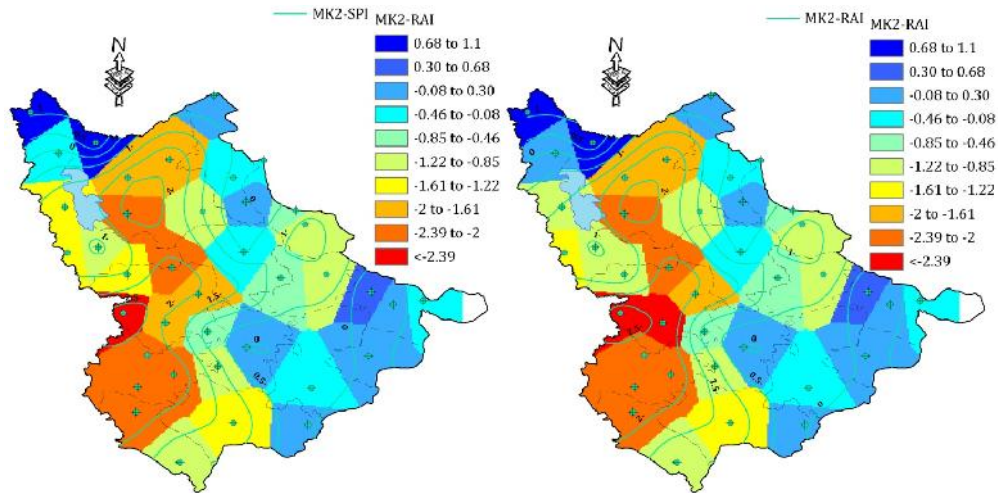 MK2-SPI
MK2-RAI
0.68 to 1.1
0.30 to 0.68
-0.08 to 0.30
-0.46 to -0.08
-0.85 to -0.46
-1.22 to -0.85
-1.61 to -1.22
-2 to -1.61
-2.39 to -2
<-2.39
N
MK2-RAI
MK2-RAI
0.68 to 1.1
0.30 to 0.68
-0.08 to 0.30
-0.46 to -0.08
-0.85 to -0.46
-1.22 to -0.85
-1.61 to -1.22
-2 to -1.61
-2.39 to -2
<-2.39
N